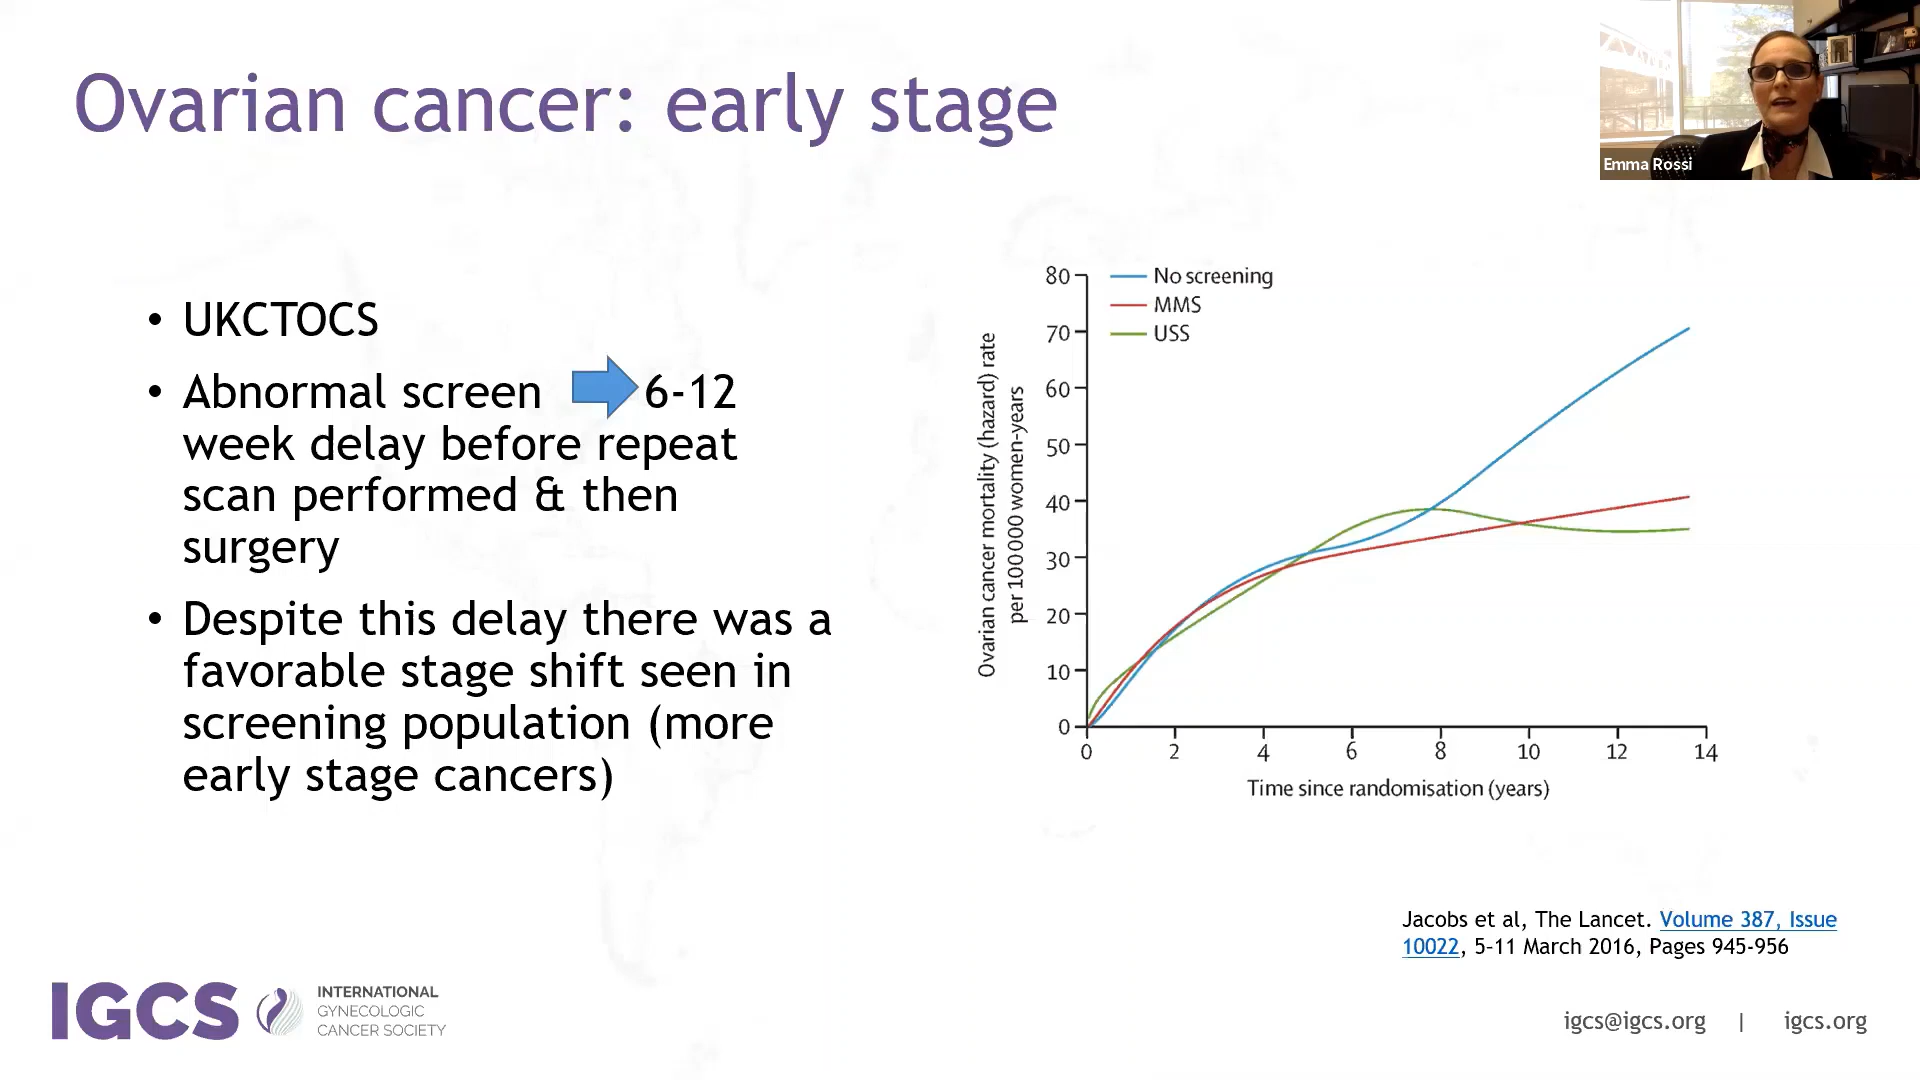 Ovarian cancer: early stage
Emma Rossi
• UKCTOCS
• Abnormal screen 6-12
week delay before repeat
scan performed & then
surgery
• Despite this delay there was a
favorable stage shift seen in
screening population (more
early stage cancers)
No screening
MMS
USS
Ovarian cancer mortality (hazard) rate
per 100 000 women-years
80
70
60
50
40
30
20
10
0
0 2 4 6 8 10 12 14
Time since randomisation (years)
Jacobs et al, The Lancet. Volume 387, Issue
10022, 5–11 March 2016, Pages 945-956
IGCS
INTERNATIONAL
GYNECOLOGIC
CANCER SOCIETY
igcs@igcs.org | igcs.org